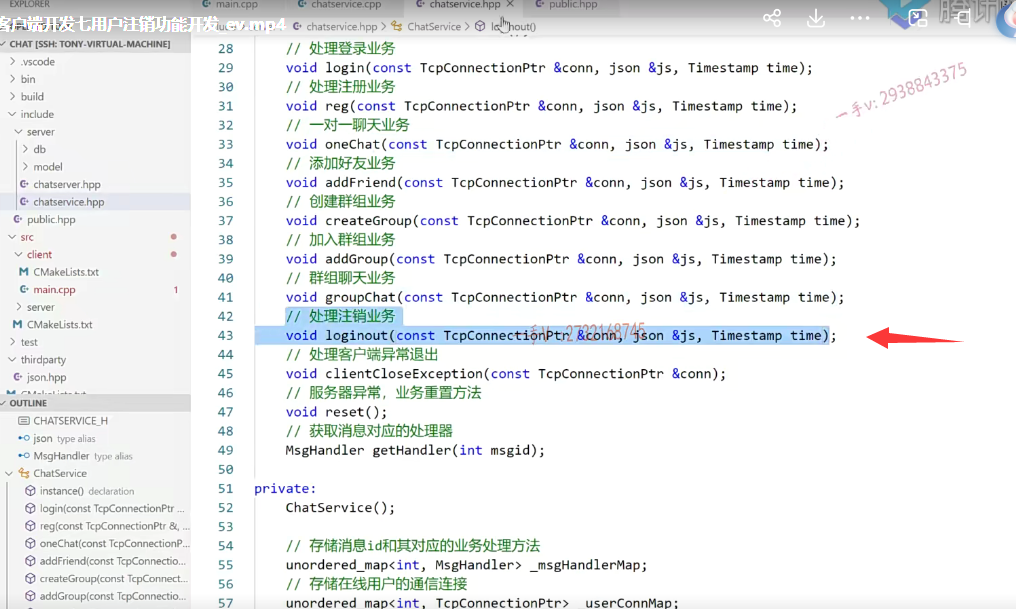 EXPLORER
main.cpp
chatservice.cpp
chatservice.hpp
public.hpp
客户端开发七用户注销功能开发_ev.mp4
chatservice.hpp > ChatService > loginout()
CHAT [SSH: TONY-VIRTUAL-MACHINE]
.vscode
bin
build
include
server
db
model
chatserver.hpp
chatservice.hpp
public.hpp
src
client
CMakeLists.txt
main.cpp 1
server
CMakeLists.txt
test
thirdparty
json.hpp
CMakeLists.txt
OUTLINE
CHATSERVICE_H
json type alias
MsgHandler type alias
ChatService
instance() declaration
login(const TcpConnectionPtr ...
reg(const TcpConnectionPtr &, ...
oneChat(const TcpConnectionP...
addFriend(const TcpConnectio...
createGroup(const TcpConnect...
addGroup(const TcpConnectio...
28 // 处理登录业务
29 void login(const TcpConnectionPtr &conn, json &js, Timestamp time);
30 // 处理注册业务
31 void reg(const TcpConnectionPtr &conn, json &js, Timestamp time);
32 // 一对一聊天业务
33 void oneChat(const TcpConnectionPtr &conn, json &js, Timestamp time);
34 // 添加好友业务
35 void addFriend(const TcpConnectionPtr &conn, json &js, Timestamp time);
36 // 创建群组业务
37 void createGroup(const TcpConnectionPtr &conn, json &js, Timestamp time);
38 // 加入群组业务
39 void addGroup(const TcpConnectionPtr &conn, json &js, Timestamp time);
40 // 群组聊天业务
41 void groupChat(const TcpConnectionPtr &conn, json &js, Timestamp time);
42 // 处理注销业务
43 void loginout(const TcpConnectionPtr &conn, json &js, Timestamp time);
44 // 处理客户端异常退出
45 void clientCloseException(const TcpConnectionPtr &conn);
46 // 服务器异常，业务重置方法
47 void reset();
48 // 获取消息对应的处理器
49 MsgHandler getHandler(int msgid);
50
51 private:
52 ChatService();
53
54 // 存储消息id和其对应的业务处理方法
55 unordered_map<int, MsgHandler> _msgHandlerMap;
56 // 存储在线用户的通信连接
57 unordered_map<int, TcpConnectionPtr> _userConnMap;
一手v: 2938843375